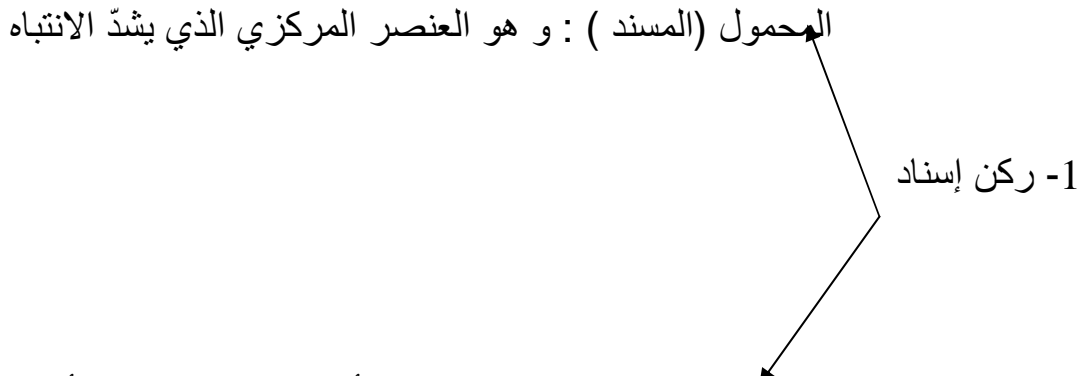 المحمول (المسند ) : و هو العنصر المركزي الذي يشدّ الانتباه
1- ركن إسناد